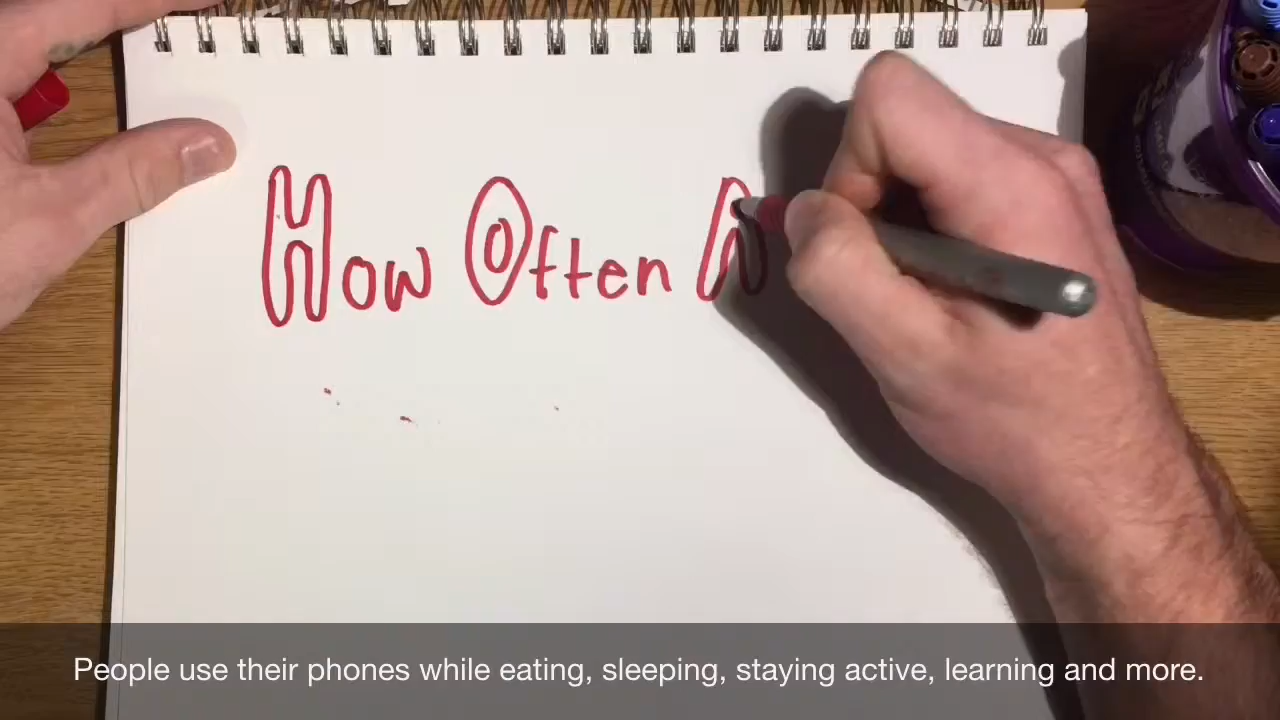 How Often A
People use their phones while eating, sleeping, staying active, learning and more.